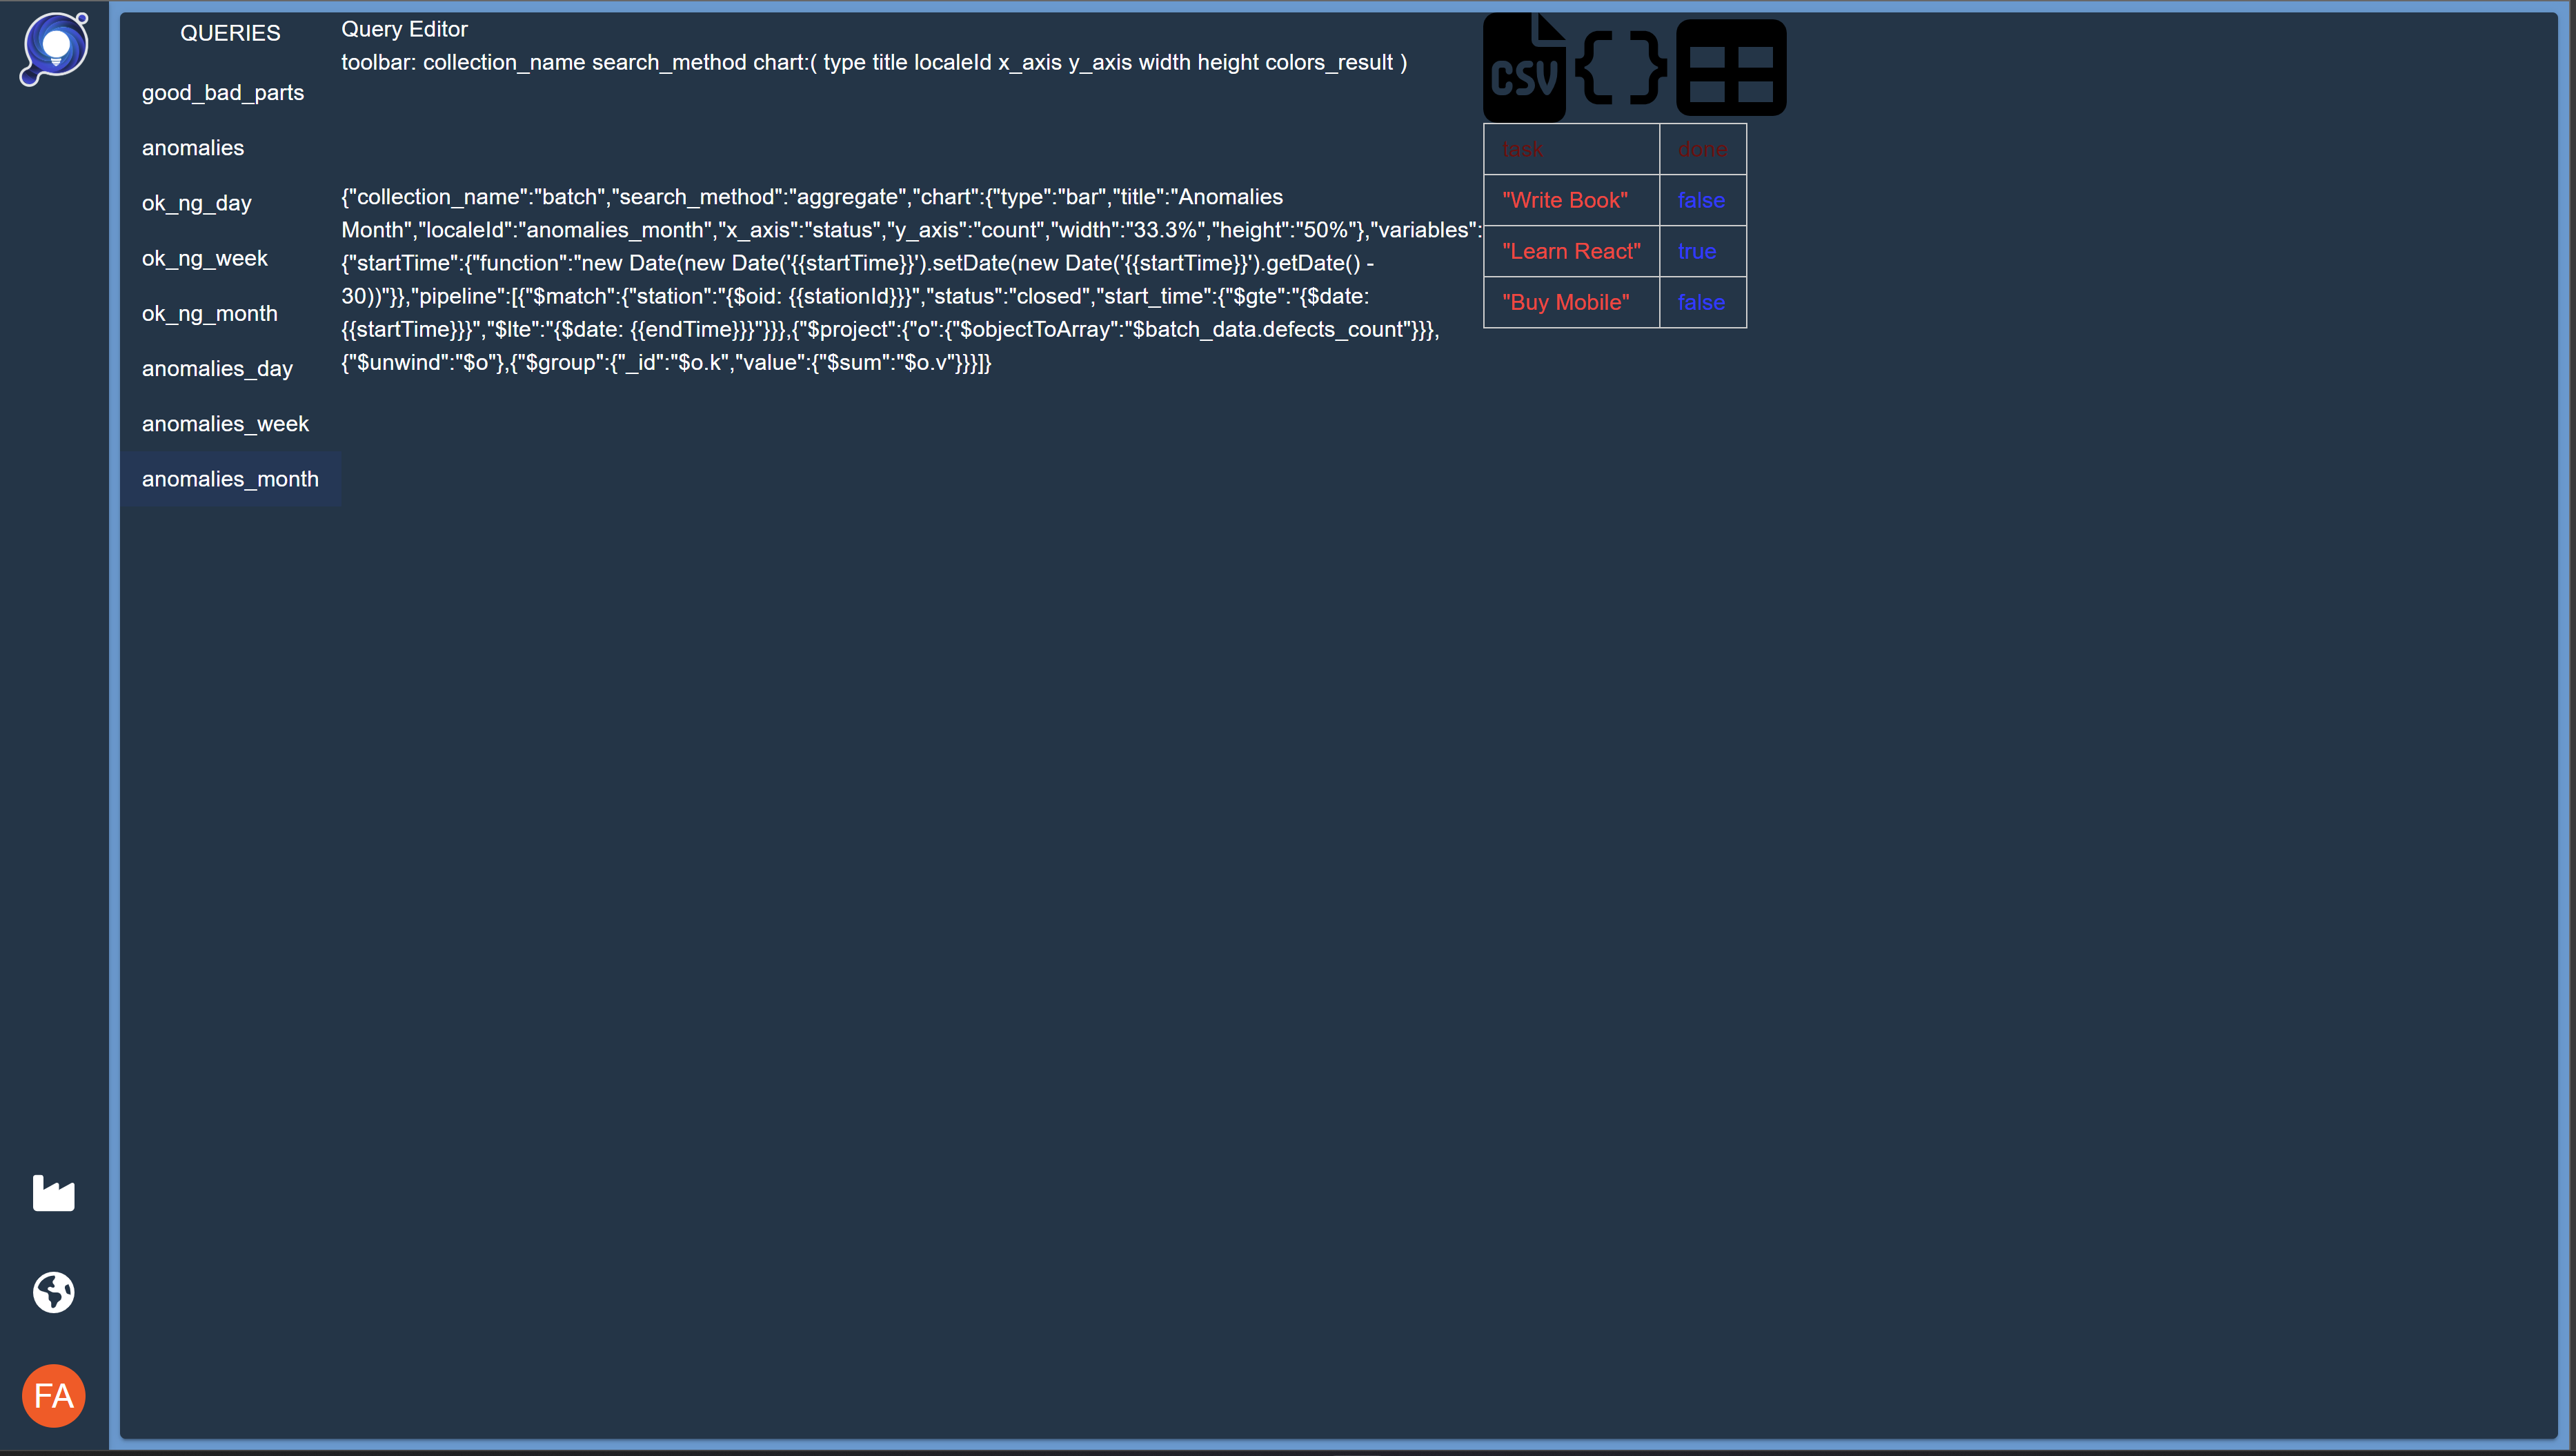 QUERIES
good_bad_parts
anomalies
ok_ng_day
ok_ng_week
ok_ng_month
anomalies_day
anomalies_week
anomalies_month
FA
Query Editor
toolbar: collection_name search_method chart:( type title localeId x_axis y_axis width height colors_result )
{"collection_name":"batch","search_method":"aggregate","chart":{"type":"bar","title":"Anomalies
Month","localeId":"anomalies_month","x_axis":"status","y_axis":"count","width":"33.3%","height":"50%"},"variables":
{"startTime":{"function":"new Date(new Date('{{startTime}}').setDate(new Date('{{startTime}}').getDate() -
30))"}},"pipeline":[{"$match":{"station":"{$oid: {{stationId}}}","status":"closed","start_time":{"$gte":"{$date:
{{startTime}}}","$lte":"{$date: {{endTime}}}"}}},{"$project":{"o":{"$objectToArray":"$batch_data.defects_count"}}},
{"$unwind":"$o"},{"$group":{"_id":"$o.k","value":{"$sum":"$o.v"}}}]}
CSV
task done
"Write Book" false
"Learn React" true
"Buy Mobile" false